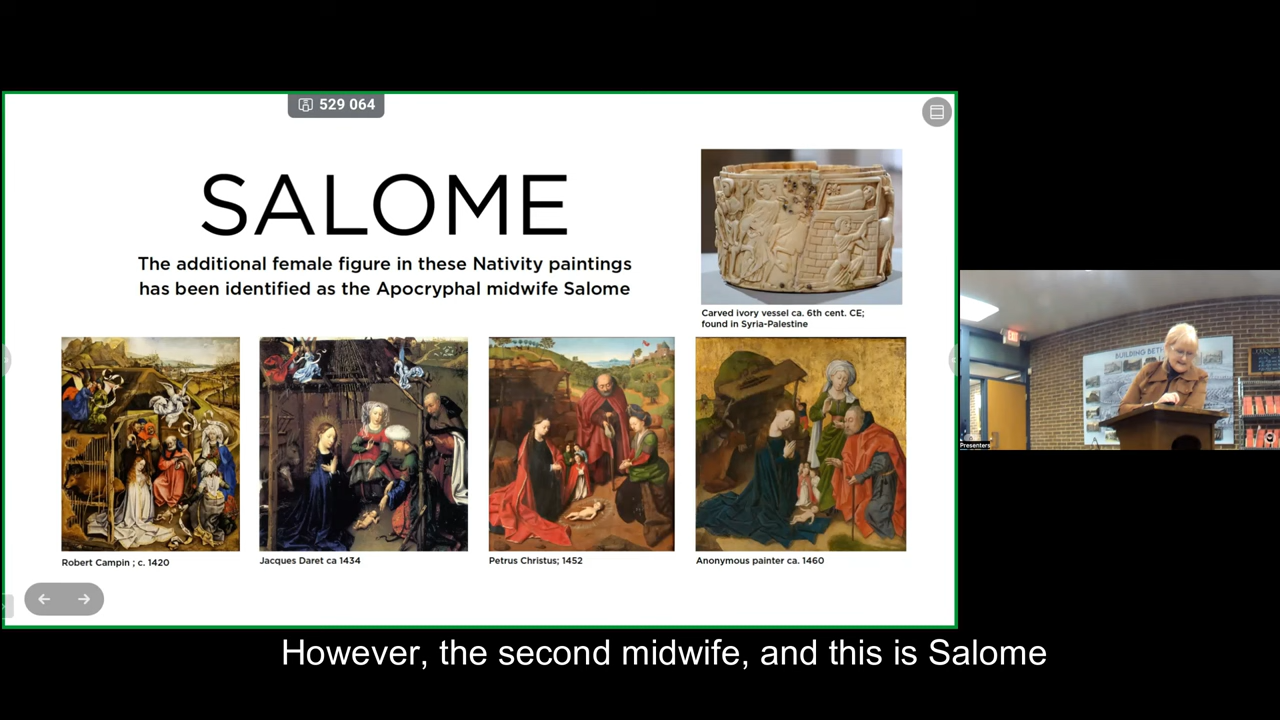 529 064
SALOME
The additional female figure in these Nativity paintings
has been identified as the Apocryphal midwife Salome
Carved ivory vessel ca. 6th cent. CE;
found in Syria-Palestine
Robert Campin ; c. 1420
Jacques Daret ca 1434
Petrus Christus; 1452
Anonymous painter ca. 1460
EXIT
Presenters
However, the second midwife, and this is Salome